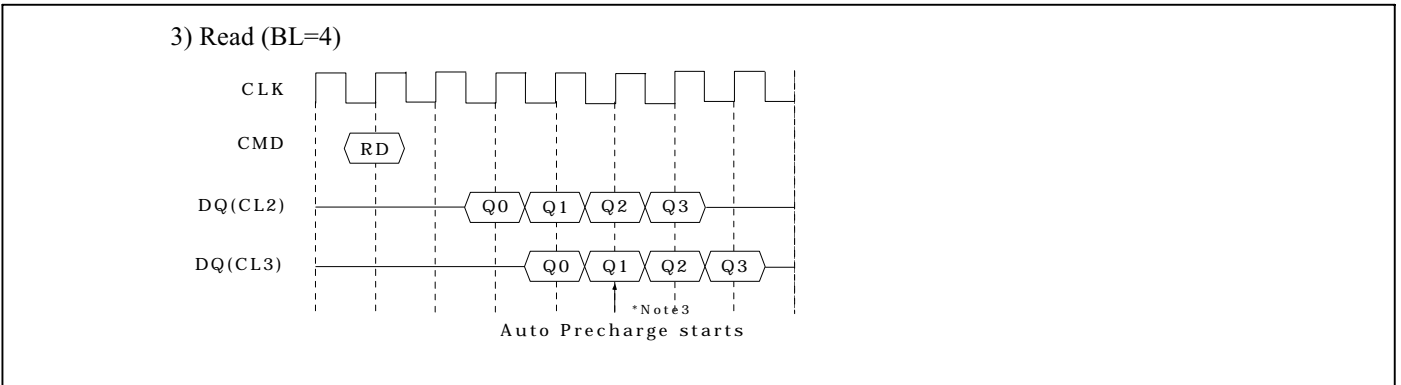 3) Read (BL=4)
CLK
CMD RD
DQ(CL2) Q0 Q1 Q2 Q3
DQ(CL3) Q0 Q1 Q2 Q3
*Note3
Auto Precharge starts